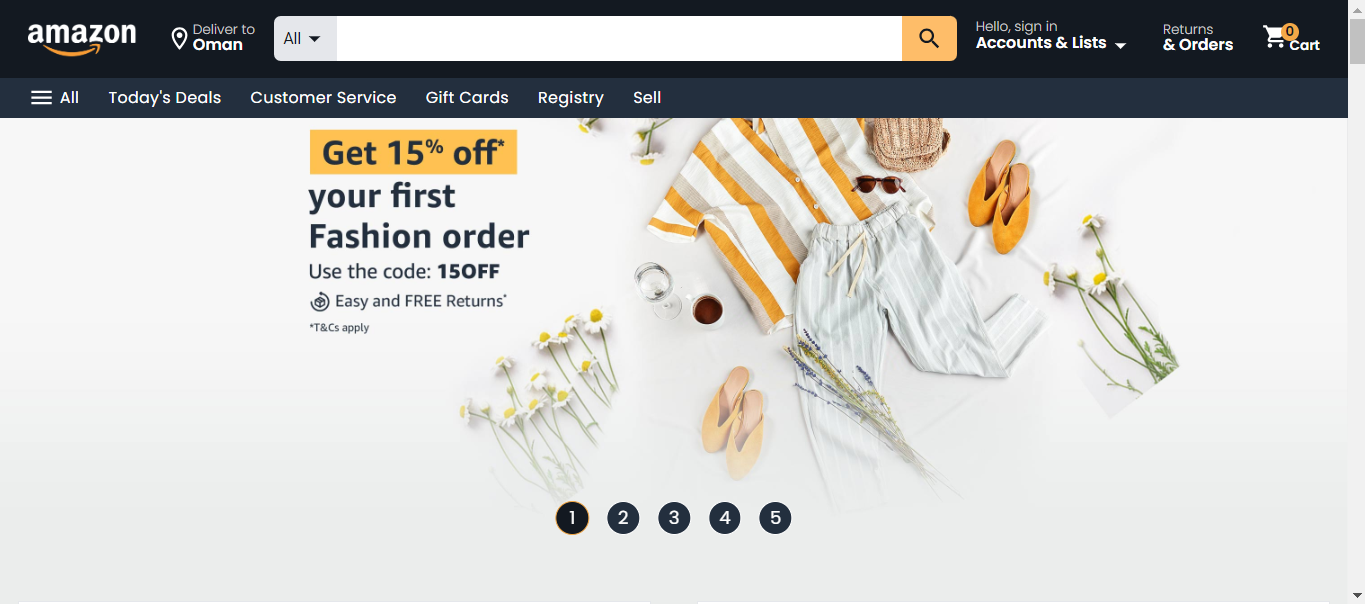 amazon
Deliver to
Oman
All
Hello, sign in
Accounts & Lists
Returns
& Orders
0
Cart
All
Today's Deals
Customer Service
Gift Cards
Registry
Sell
Get 15% off*
your first
Fashion order
Use the code: 15OFF
Easy and FREE Returns*
*T&Cs apply
1 2 3 4 5